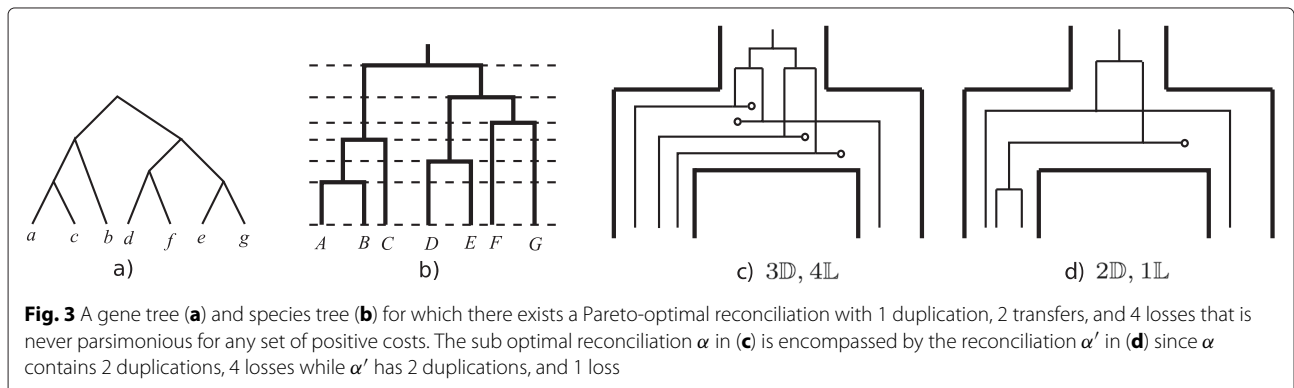 a c b d f e g
a)
A B C D E F G
b)
c) 3𝔻, 4𝕃
d) 2𝔻, 1𝕃
Fig. 3 A gene tree (a) and species tree (b) for which there exists a Pareto-optimal reconciliation with 1 duplication, 2 transfers, and 4 losses that is
never parsimonious for any set of positive costs. The sub optimal reconciliation α in (c) is encompassed by the reconciliation α′ in (d) since α
contains 2 duplications, 4 losses while α′ has 2 duplications, and 1 loss